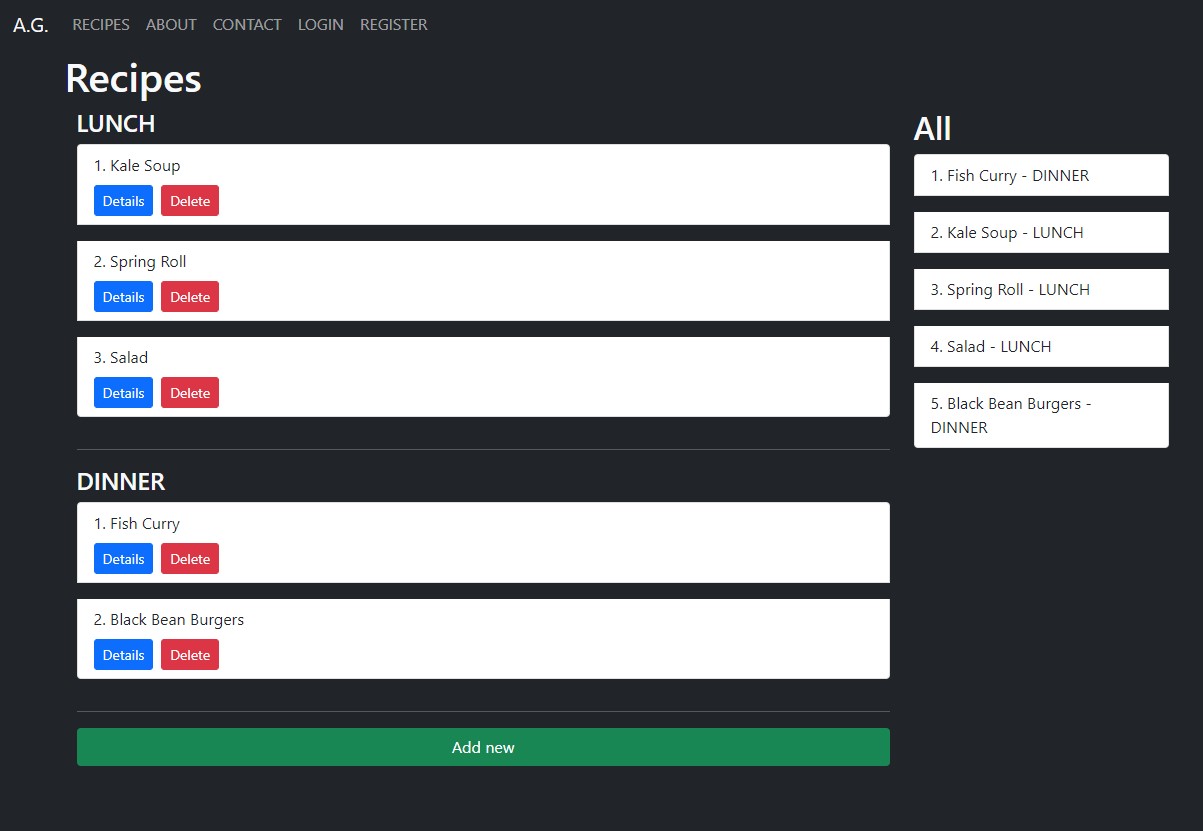 A.G. RECIPES ABOUT CONTACT LOGIN REGISTER
Recipes
LUNCH
1. Kale Soup
Details Delete
2. Spring Roll
Details Delete
3. Salad
Details Delete
DINNER
1. Fish Curry
Details Delete
2. Black Bean Burgers
Details Delete
Add new
All
1. Fish Curry - DINNER
2. Kale Soup - LUNCH
3. Spring Roll - LUNCH
4. Salad - LUNCH
5. Black Bean Burgers -
DINNER